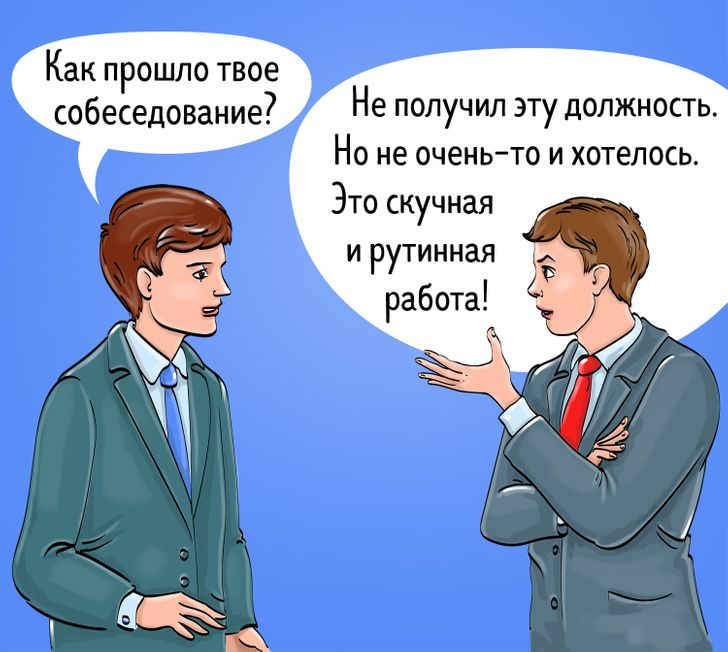 Как прошло твое
собеседование?
Не получил эту должность.
Но не очень-то и хотелось.
Это скучная
и рутинная
работа!